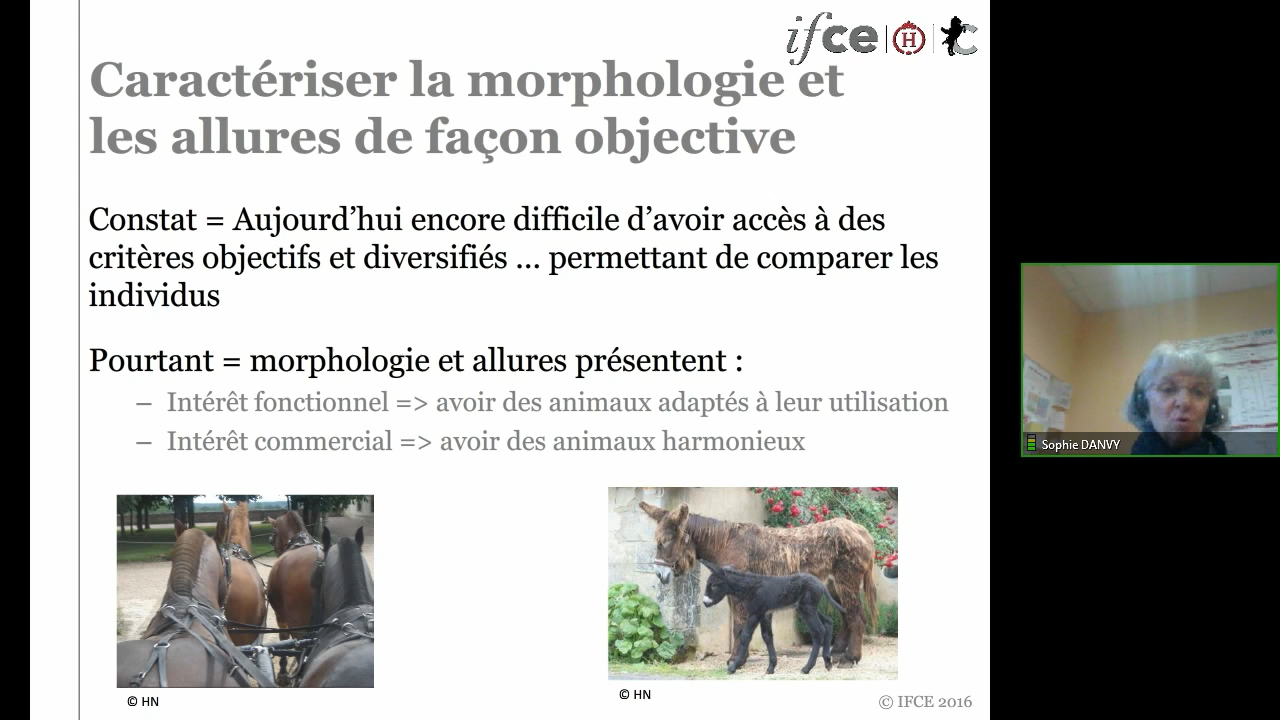 ifce H C
Caractériser la morphologie et
les allures de façon objective
Constat = Aujourd’hui encore difficile d’avoir accès à des
critères objectifs et diversifiés … permettant de comparer les
individus
Pourtant = morphologie et allures présentent :
– Intérêt fonctionnel => avoir des animaux adaptés à leur utilisation
– Intérêt commercial => avoir des animaux harmonieux
Sophie DANVY
© HN
© HN
© IFCE 2016